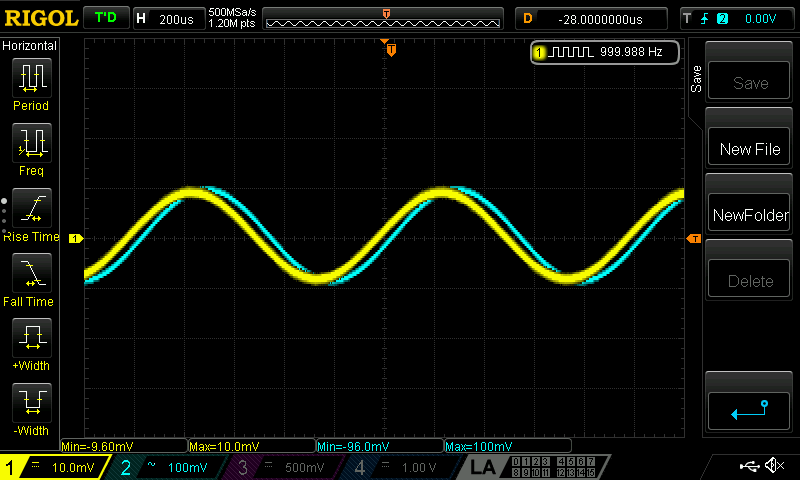 RIGOL T'D H 200us 500MSa/s D -28.0000000us T 2 0.00V
1.20M pts
T
Horizontal
T
1 999.988 Hz
Save
Save
Period
New File
Freq
NewFolder
Rise Time
1
T
Delete
Fall Time
+Width
-Width
Min=-9.60mV Max=10.0mV Min=-96.0mV Max=100mV
1 = 10.0mV 2 ~ 100mV 3 = 500mV 4 = 1.00 V LA 0 1 2 3 4 5 6 7
8 9 10 11 12 13 14 15